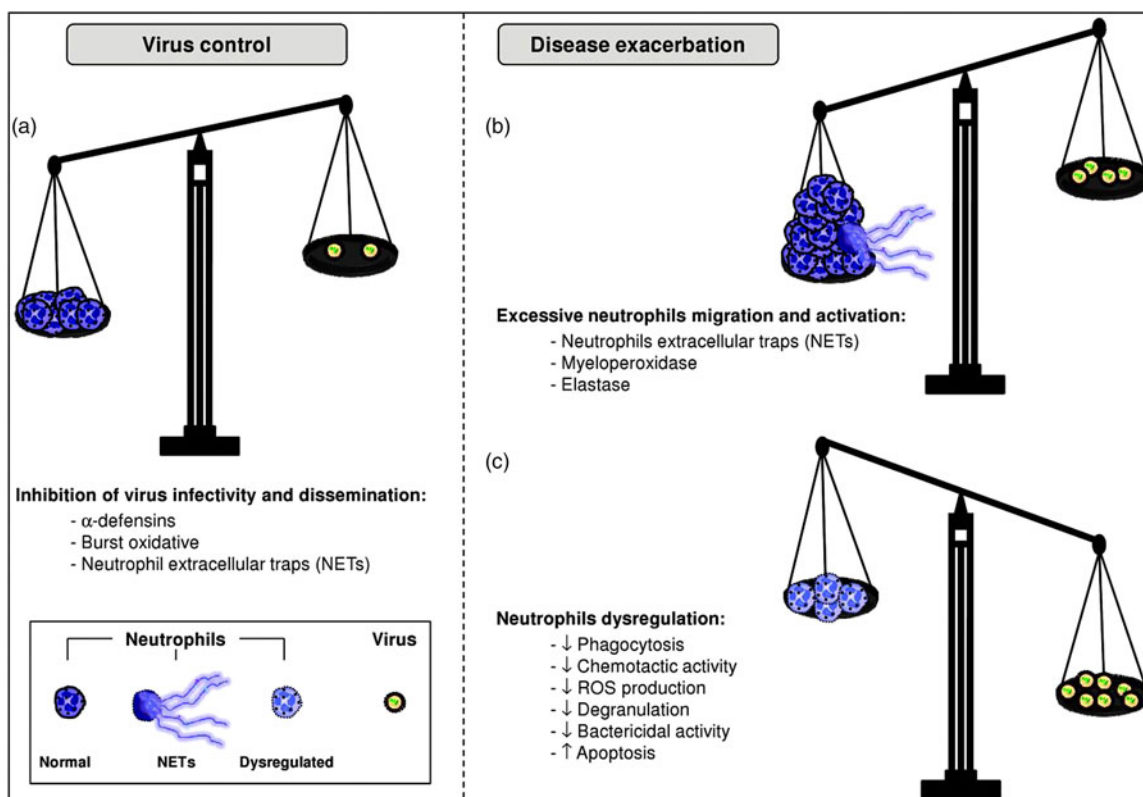 Virus control
(a)
Inhibition of virus infectivity and dissemination:
- α-defensins
- Burst oxidative
- Neutrophil extracellular traps (NETs)
Neutrophils
Virus
Normal
NETs
Dysregulated
Disease exacerbation
(b)
Excessive neutrophils migration and activation:
- Neutrophils extracellular traps (NETs)
- Myeloperoxidase
- Elastase
(c)
Neutrophils dysregulation:
- ↓ Phagocytosis
- ↓ Chemotactic activity
- ↓ ROS production
- ↓ Degranulation
- ↓ Bactericidal activity
- ↑ Apoptosis